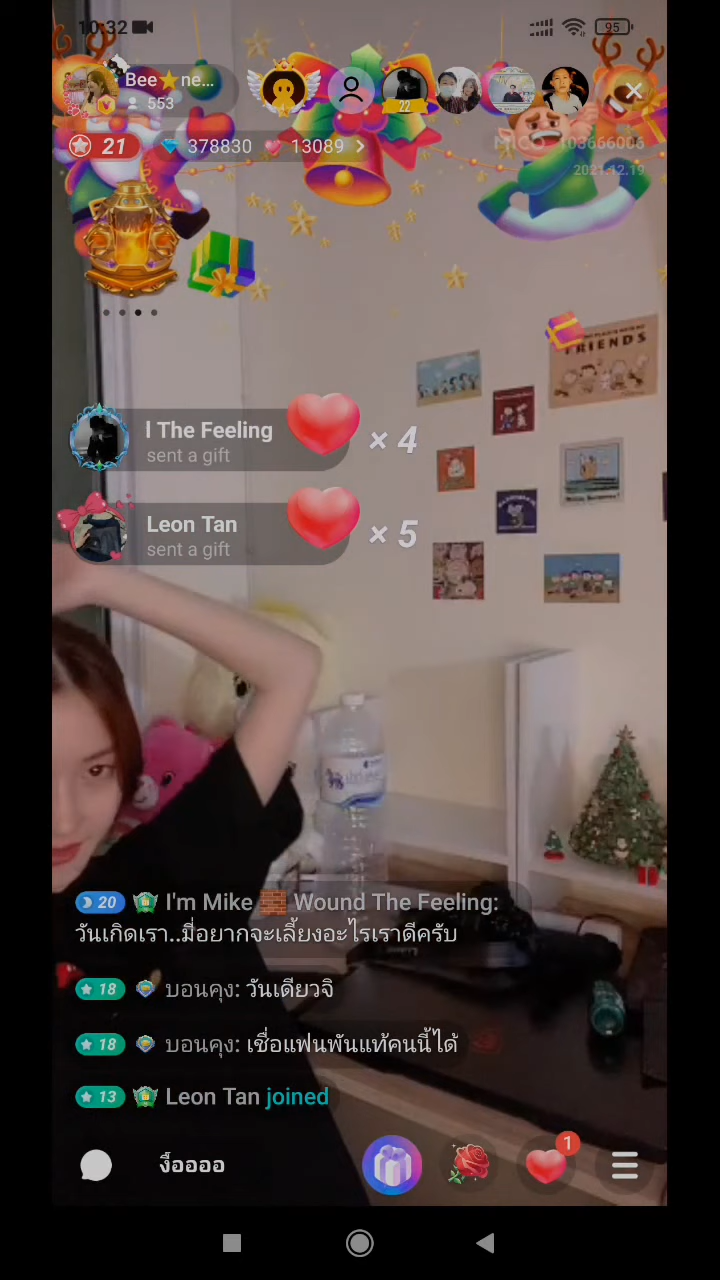 10:32
95
Bee⭐ne...
553
22
21
378830
13089
MICO 103666006
2021.12.19
FRIENDS
l The Feeling
sent a gift
× 4
Leon Tan
sent a gift
× 5
20 I'm Mike 🧱 Wound The Feeling:
วันเกิดเรา..มี่อยากจะเลี้ยงอะไรเราดีครับ
18 บอนคุง: วันเดียวจิ
18 บอนคุง: เชื่อแฟนพันแท้คนนี้ได้
13 Leon Tan joined
งื้ออออ
1